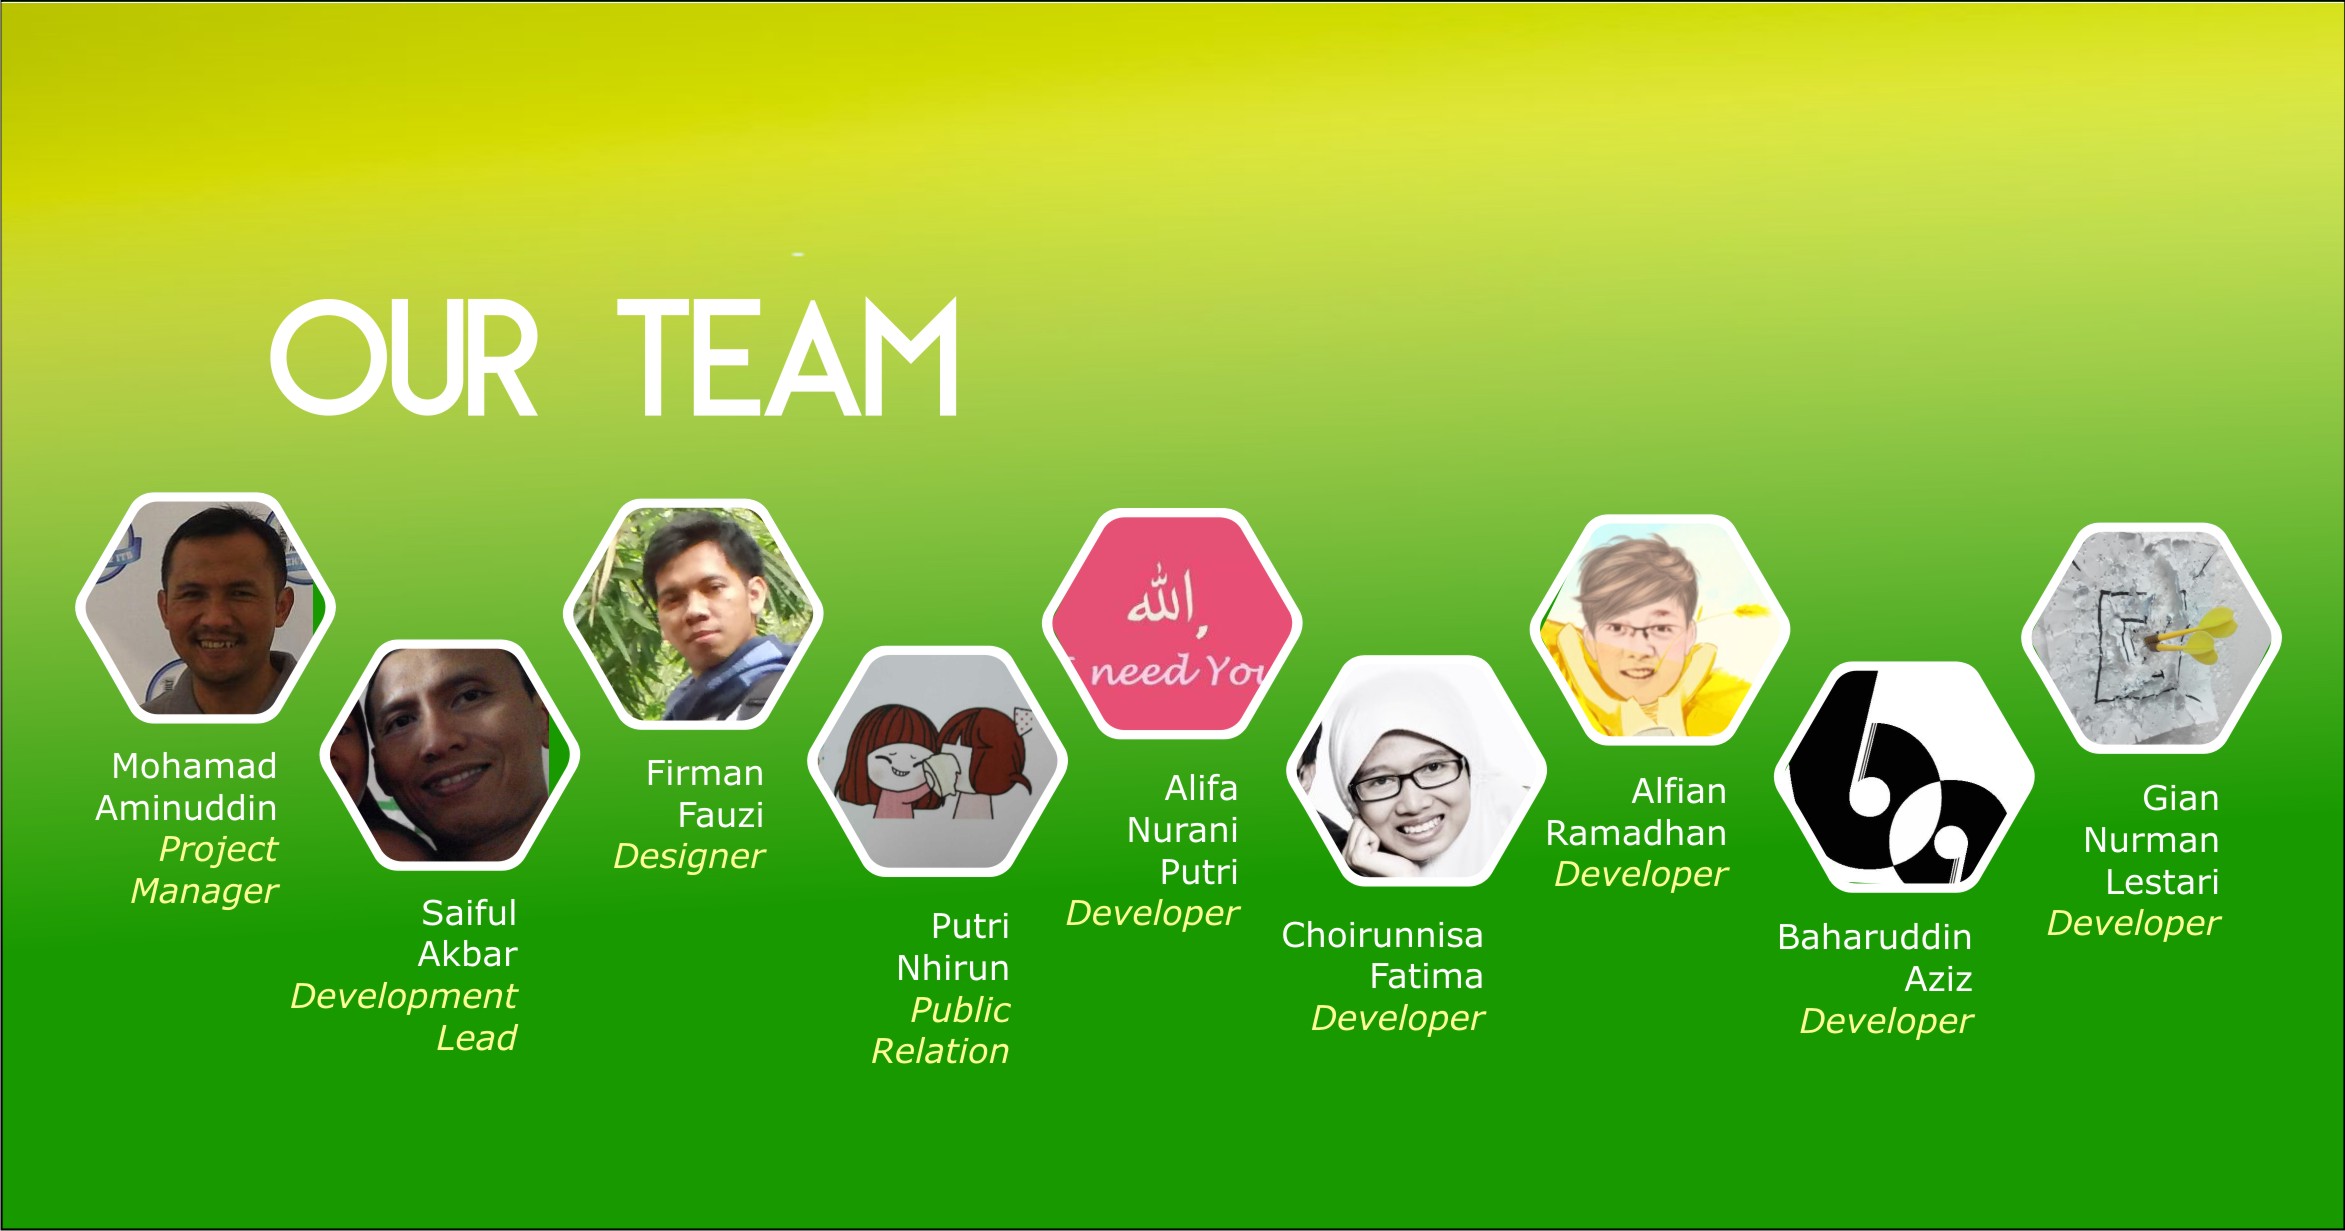 OUR TEAM
Mohamad
Aminuddin
Project
Manager
Saiful
Akbar
Development
Lead
Firman
Fauzi
Designer
Putri
Nhirun
Public
Relation
الله,
need You
Alifa
Nurani
Putri
Developer
Choirunnisa
Fatima
Developer
Alfian
Ramadhan
Developer
Baharuddin
Aziz
Developer
Gian
Nurman
Lestari
Developer